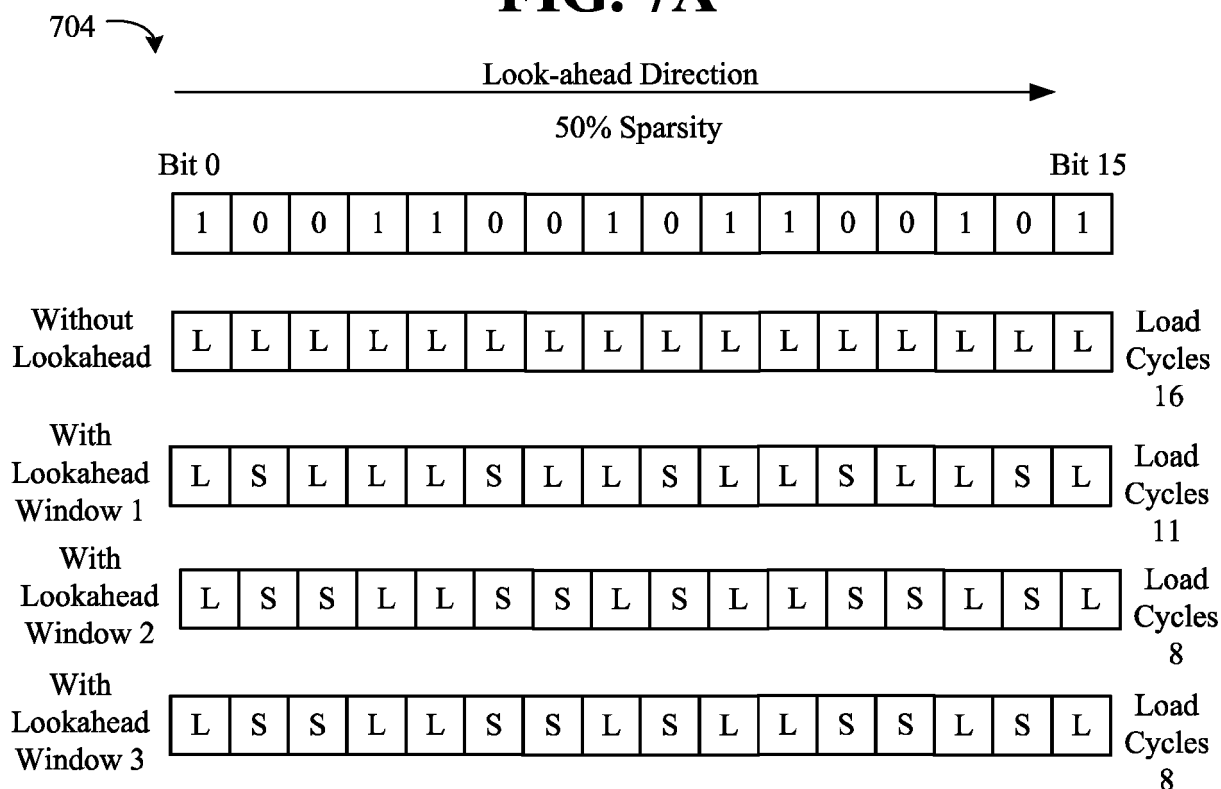 FIG. 7A
704
Look-ahead Direction
50% Sparsity
Bit 0 Bit 15
1 0 0 1 1 0 0 1 0 1 1 0 0 1 0 1
Without
Lookahead
L L L L L L L L L L L L L L L L
Load
Cycles
16
With
Lookahead
Window 1
L S L L L S L L S L L S L L S L
Load
Cycles
11
With
Lookahead
Window 2
L S S L L S S L S L L S S L S L
Load
Cycles
8
With
Lookahead
Window 3
L S S L L S S L S L L S S L S L
Load
Cycles
8